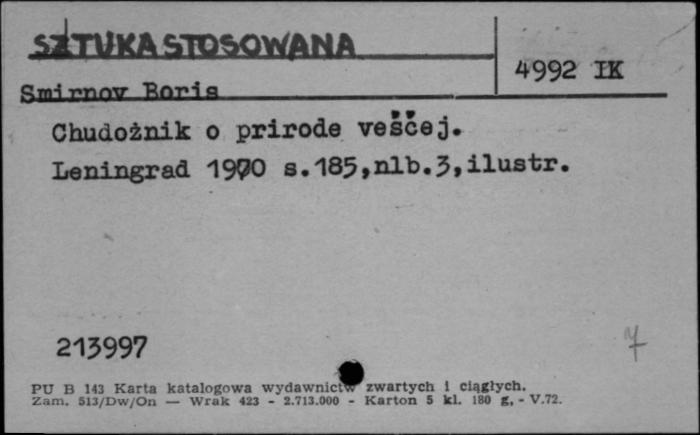 SZTUKA STOSOWANA
4992 IK
Smirnov Boris
Chudożnik o prirode veščej.
Leningrad 1970 s.185,nlb.3,ilustr.
213997
7
PU B 143 Karta katalogowa wydawnictw zwartych i ciągłych.
Zam. 513/Dw/On — Wrak 423 - 2.713.000 - Karton 5 kl. 180 g, - V.72.